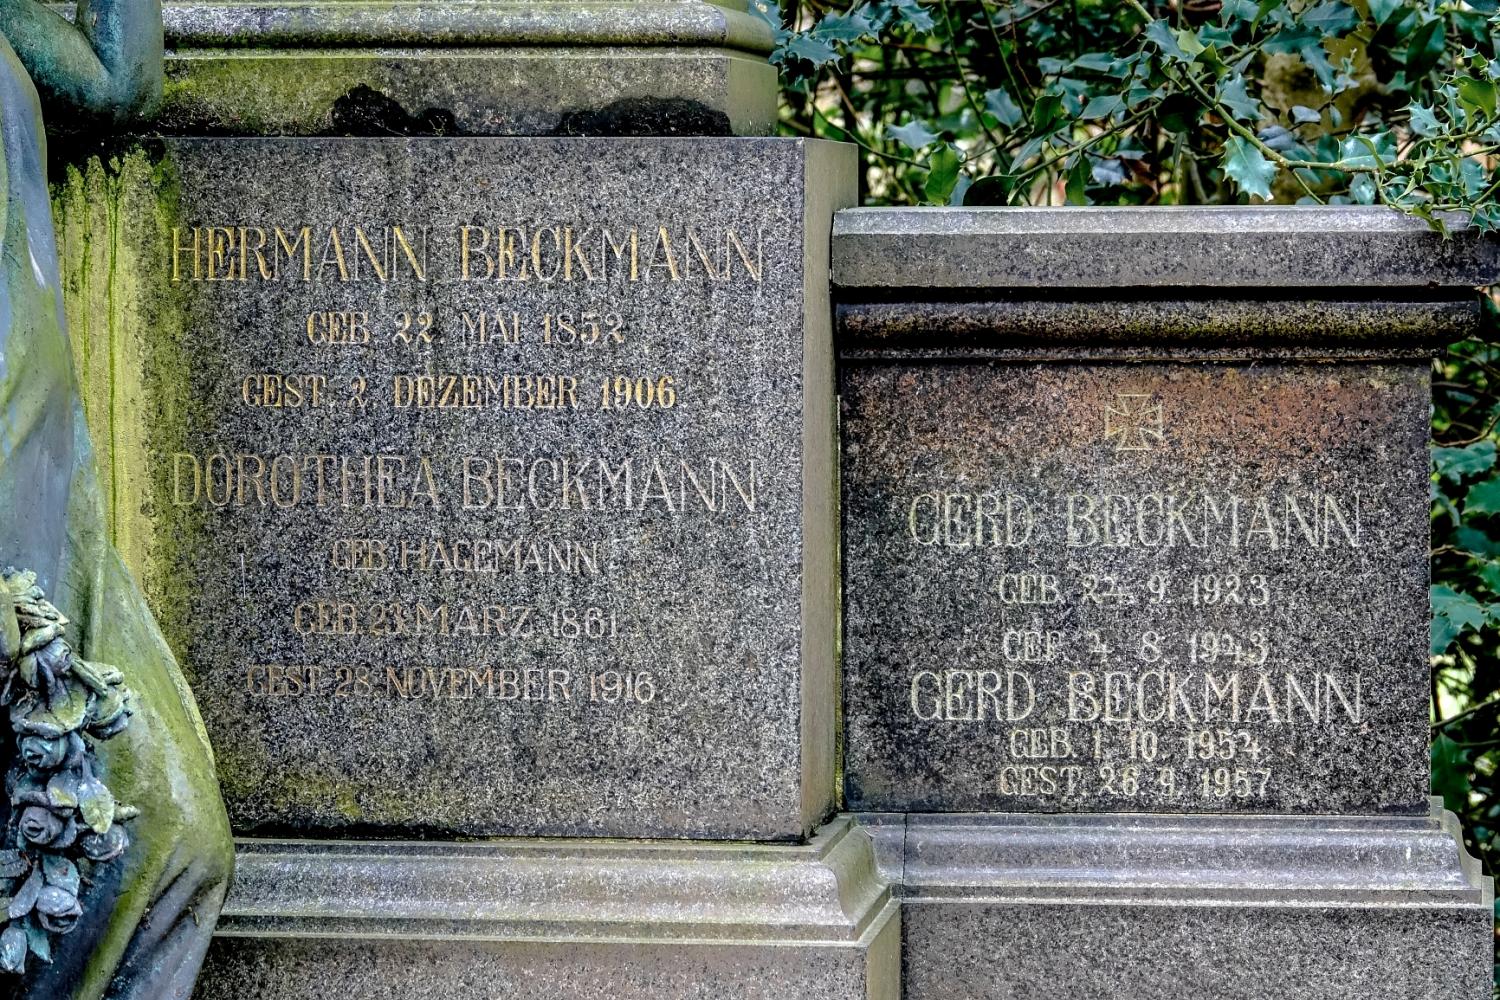 HERMANN BECKMANN
GEB. 22. MAI 1852
GEST. 2. DEZEMBER 1906
DOROTHEA BECKMANN
GEB. HAGEMANN
GEB. 23. MÄRZ 1861
GEST. 28. NOVEMBER 1916
GERD BECKMANN
GEB. 22. 9. 1923
GEF. 4. 8. 1943
GERD BECKMANN
GEB. 1. 10. 1954
GEST. 26. 9. 1957